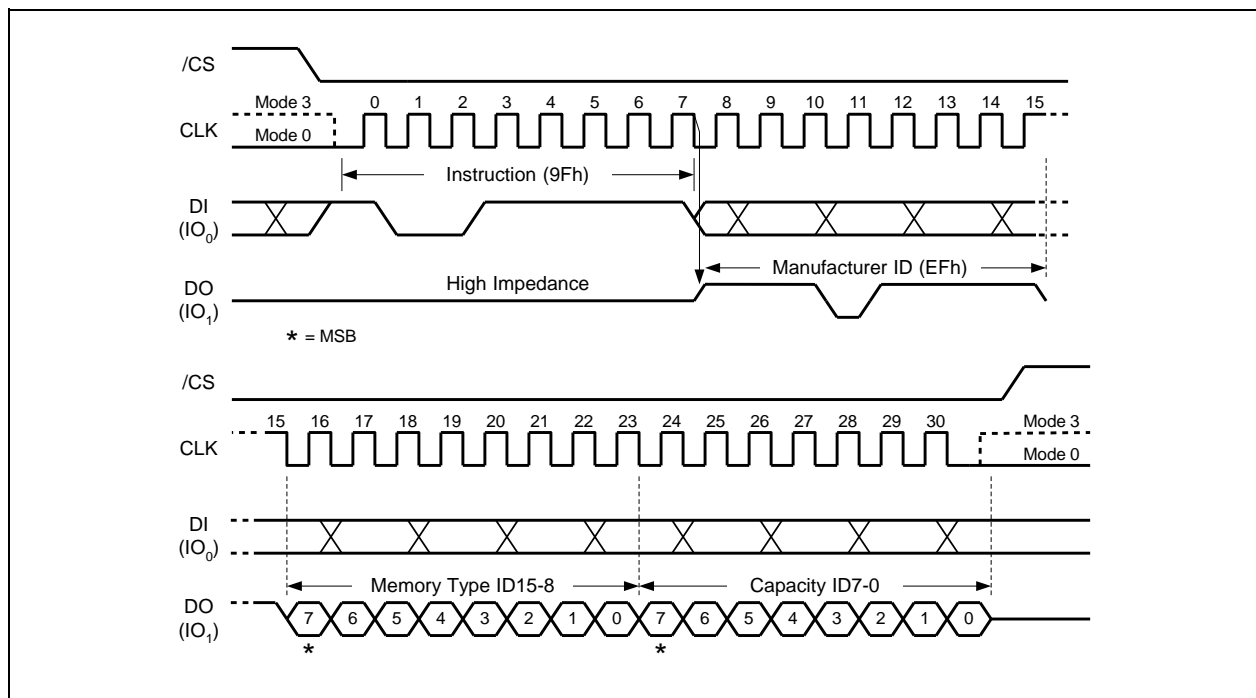 /CS
Mode 3 0 1 2 3 4 5 6 7 8 9 10 11 12 13 14 15
CLK
Mode 0
Instruction (9Fh)
DI
(IO0)
Manufacturer ID (EFh)
High Impedance
DO
(IO1)
* = MSB
/CS
15 16 17 18 19 20 21 22 23 24 25 26 27 28 29 30 Mode 3
CLK
Mode 0
DI
(IO0)
Memory Type ID15-8 Capacity ID7-0
DO
(IO1)
7 6 5 4 3 2 1 0 7 6 5 4 3 2 1 0
* *